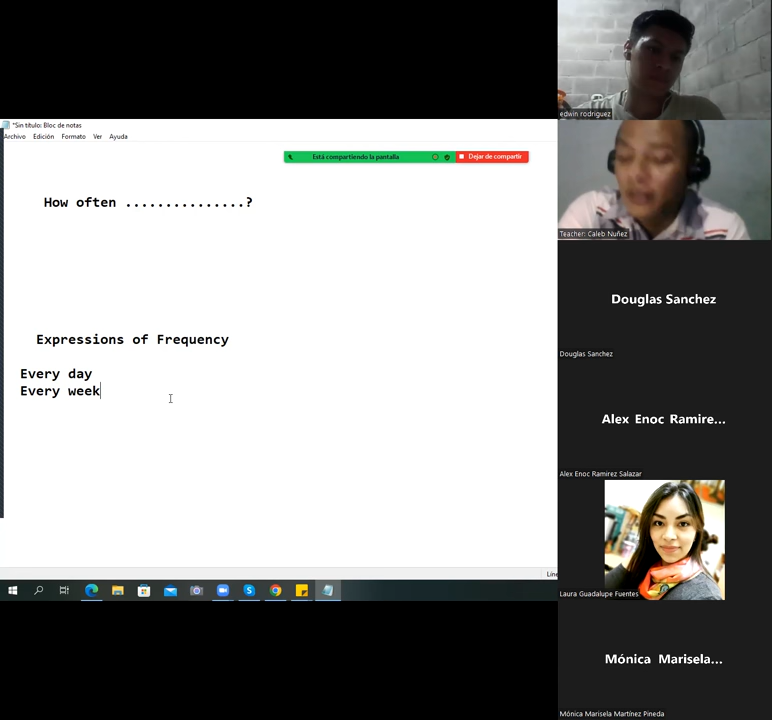 *Sin título: Bloc de notas
Archivo Edición Formato Ver Ayuda
Está compartiendo la pantalla Dejar de compartir
How often ...............?
Expressions of Frequency
Every day
Every week
edwin rodriguez
Teacher: Caleb Nuñez
Douglas Sanchez
Douglas Sanchez
Alex Enoc Ramire...
Alex Enoc Ramirez Salazar
Laura Guadalupe Fuentes
Mónica Marisela...
Mónica Marisela Martínez Pineda